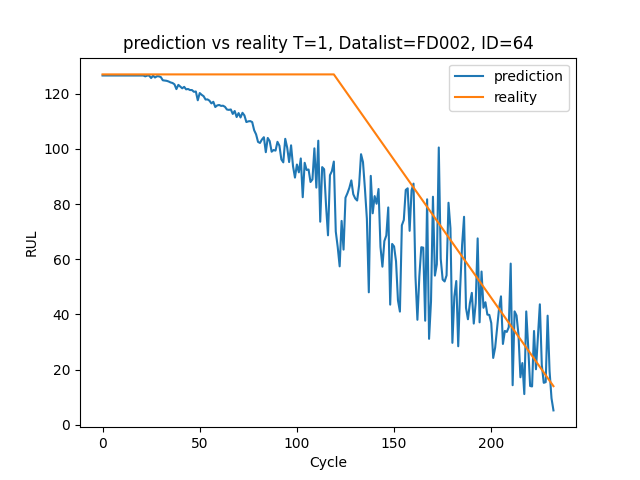 prediction vs reality T=1, Datalist=FD002, ID=64
prediction
reality
120
100
80
60
40
20
0
RUL
0 50 100 150 200
Cycle